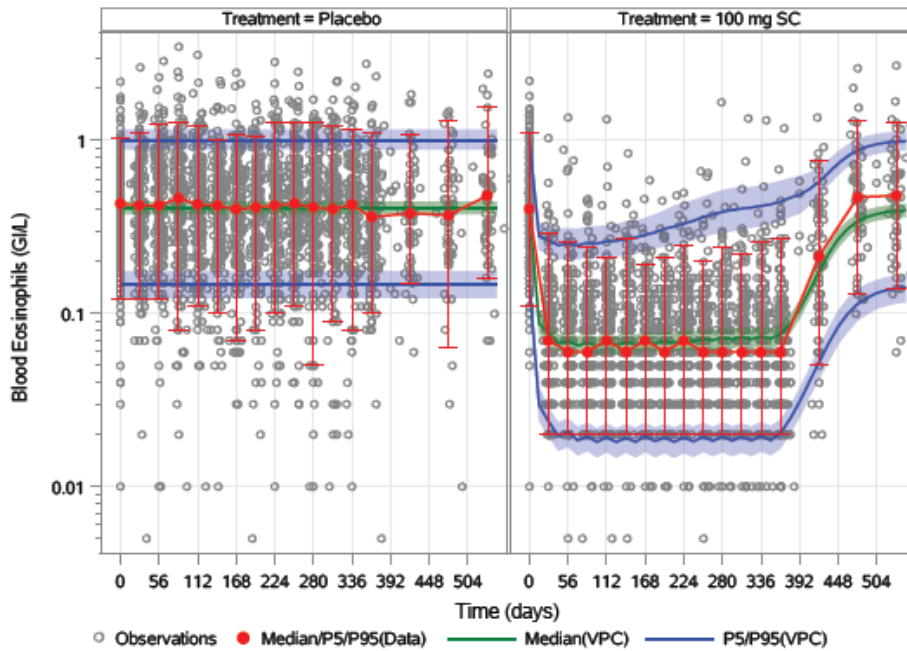 Treatment = Placebo
Treatment = 100 mg SC
Blood Eosinophils (GI/L)
1
0.1
0.01
0 56 112 168 224 280 336 392 448 504
0 56 112 168 224 280 336 392 448 504
Time (days)
Observations Median/P5/P95(Data) Median(VPC) P5/P95(VPC)